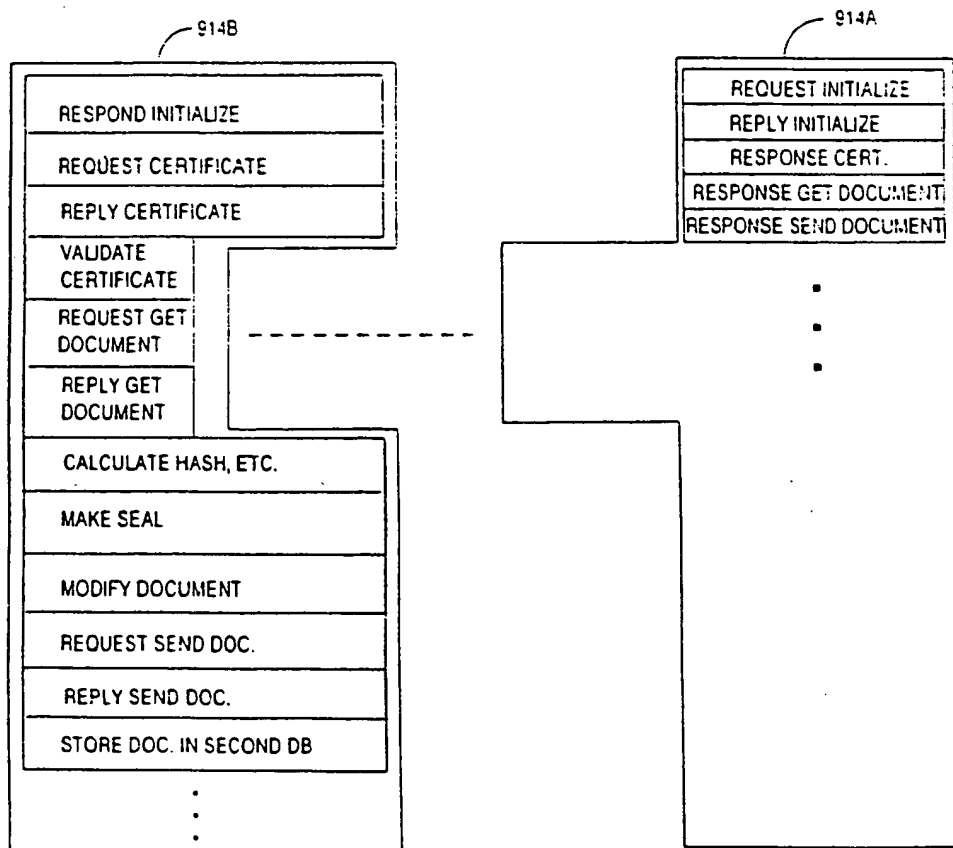 914B
RESPOND INITIALIZE
REQUEST CERTIFICATE
REPLY CERTIFICATE
VALIDATE
CERTIFICATE
REQUEST GET
DOCUMENT
REPLY GET
DOCUMENT
CALCULATE HASH, ETC.
MAKE SEAL
MODIFY DOCUMENT
REQUEST SEND DOC.
REPLY SEND DOC.
STORE DOC. IN SECOND DB
914A
REQUEST INITIALIZE
REPLY INITIALIZE
RESPONSE CERT.
RESPONSE GET DOCUMENT
RESPONSE SEND DOCUMENT